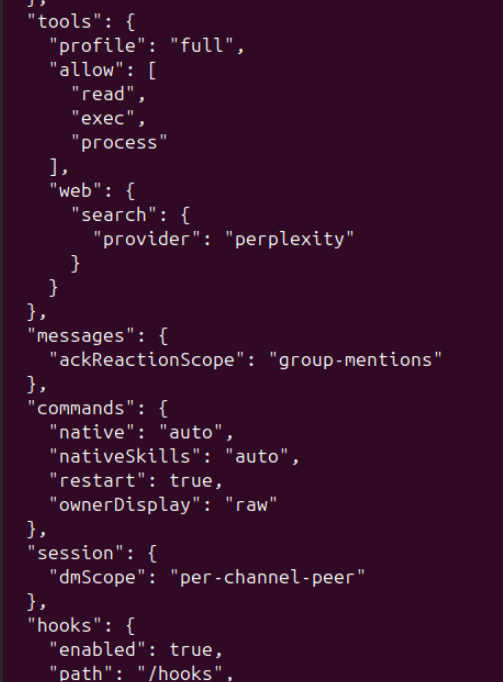 },
"tools": {
"profile": "full",
"allow": [
"read",
"exec",
"process"
],
"web": {
"search": {
"provider": "perplexity"
}
}
},
"messages": {
"ackReactionScope": "group-mentions"
},
"commands": {
"native": "auto",
"nativeSkills": "auto",
"restart": true,
"ownerDisplay": "raw"
},
"session": {
"dmScope": "per-channel-peer"
},
"hooks": {
"enabled": true,
"path": "/hooks",